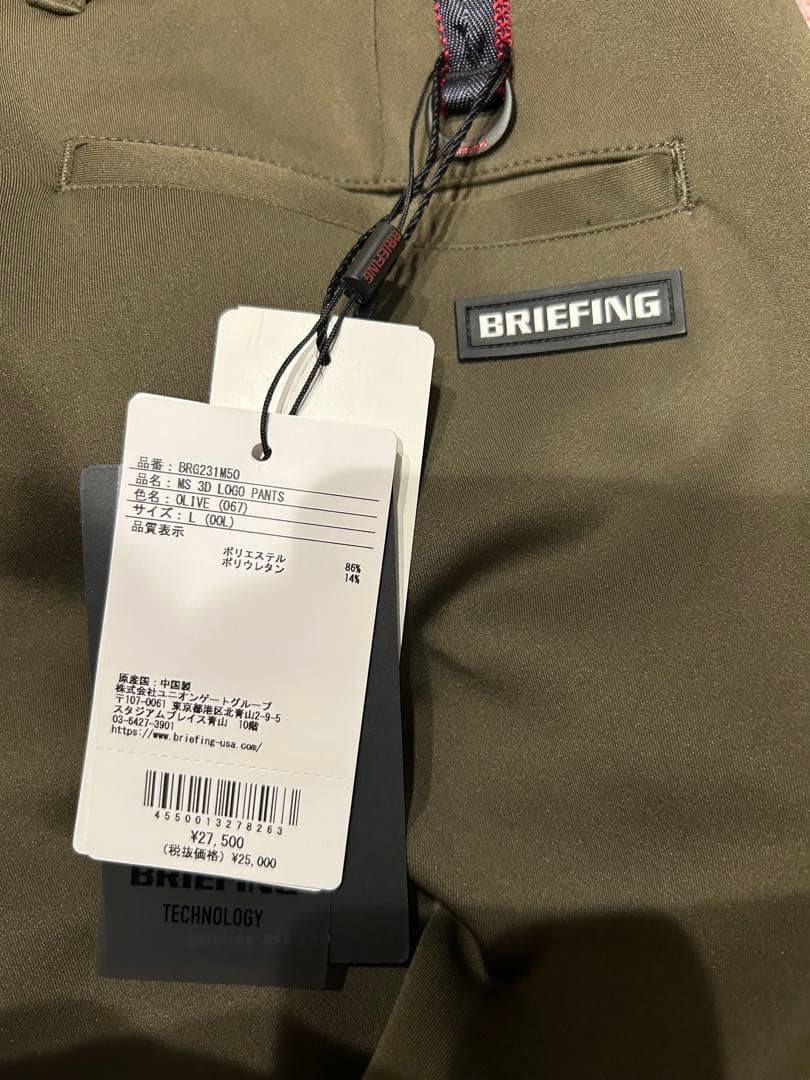 BRIEFING
BRIEFING
品番：BRG231M50
品名：MS 3D LOGO PANTS
色名：OLIVE (067)
サイズ：L (OOL)
品質表示
ポリエステル 86%
ポリウレタン 14%
原産国：中国製
株式会社ユニオンゲートグループ
〒107-0061 東京都港区北青山2-9-5
スタジアムプレイス青山 10階
03-6427-3901
https://www.briefing-usa.com/
4550013278263
¥27,500
(税抜価格) ¥25,000
BRIEFING
TECHNOLOGY
briefing-usa.com